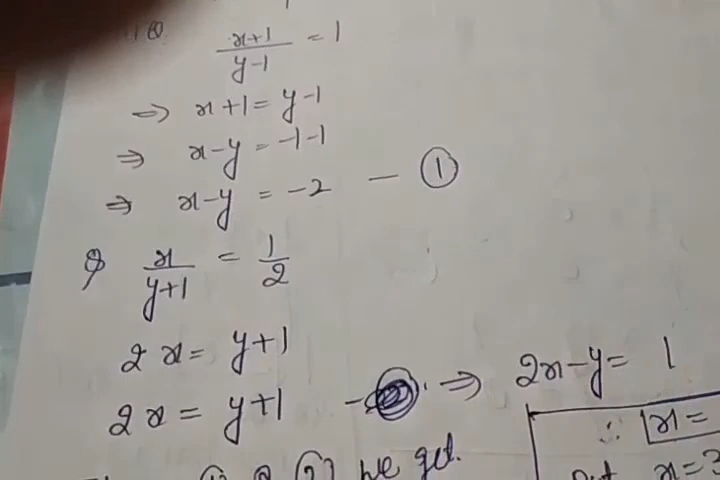 x+1/y-1 = 1
⇒ x+1 = y-1
⇒ x-y = -1-1
⇒ x-y = -2 — ①
x/y+1 = 1/2
2x = y+1
2x = y+1 - ⇒ 2x-y = 1
∴ x =
we get.
x=3